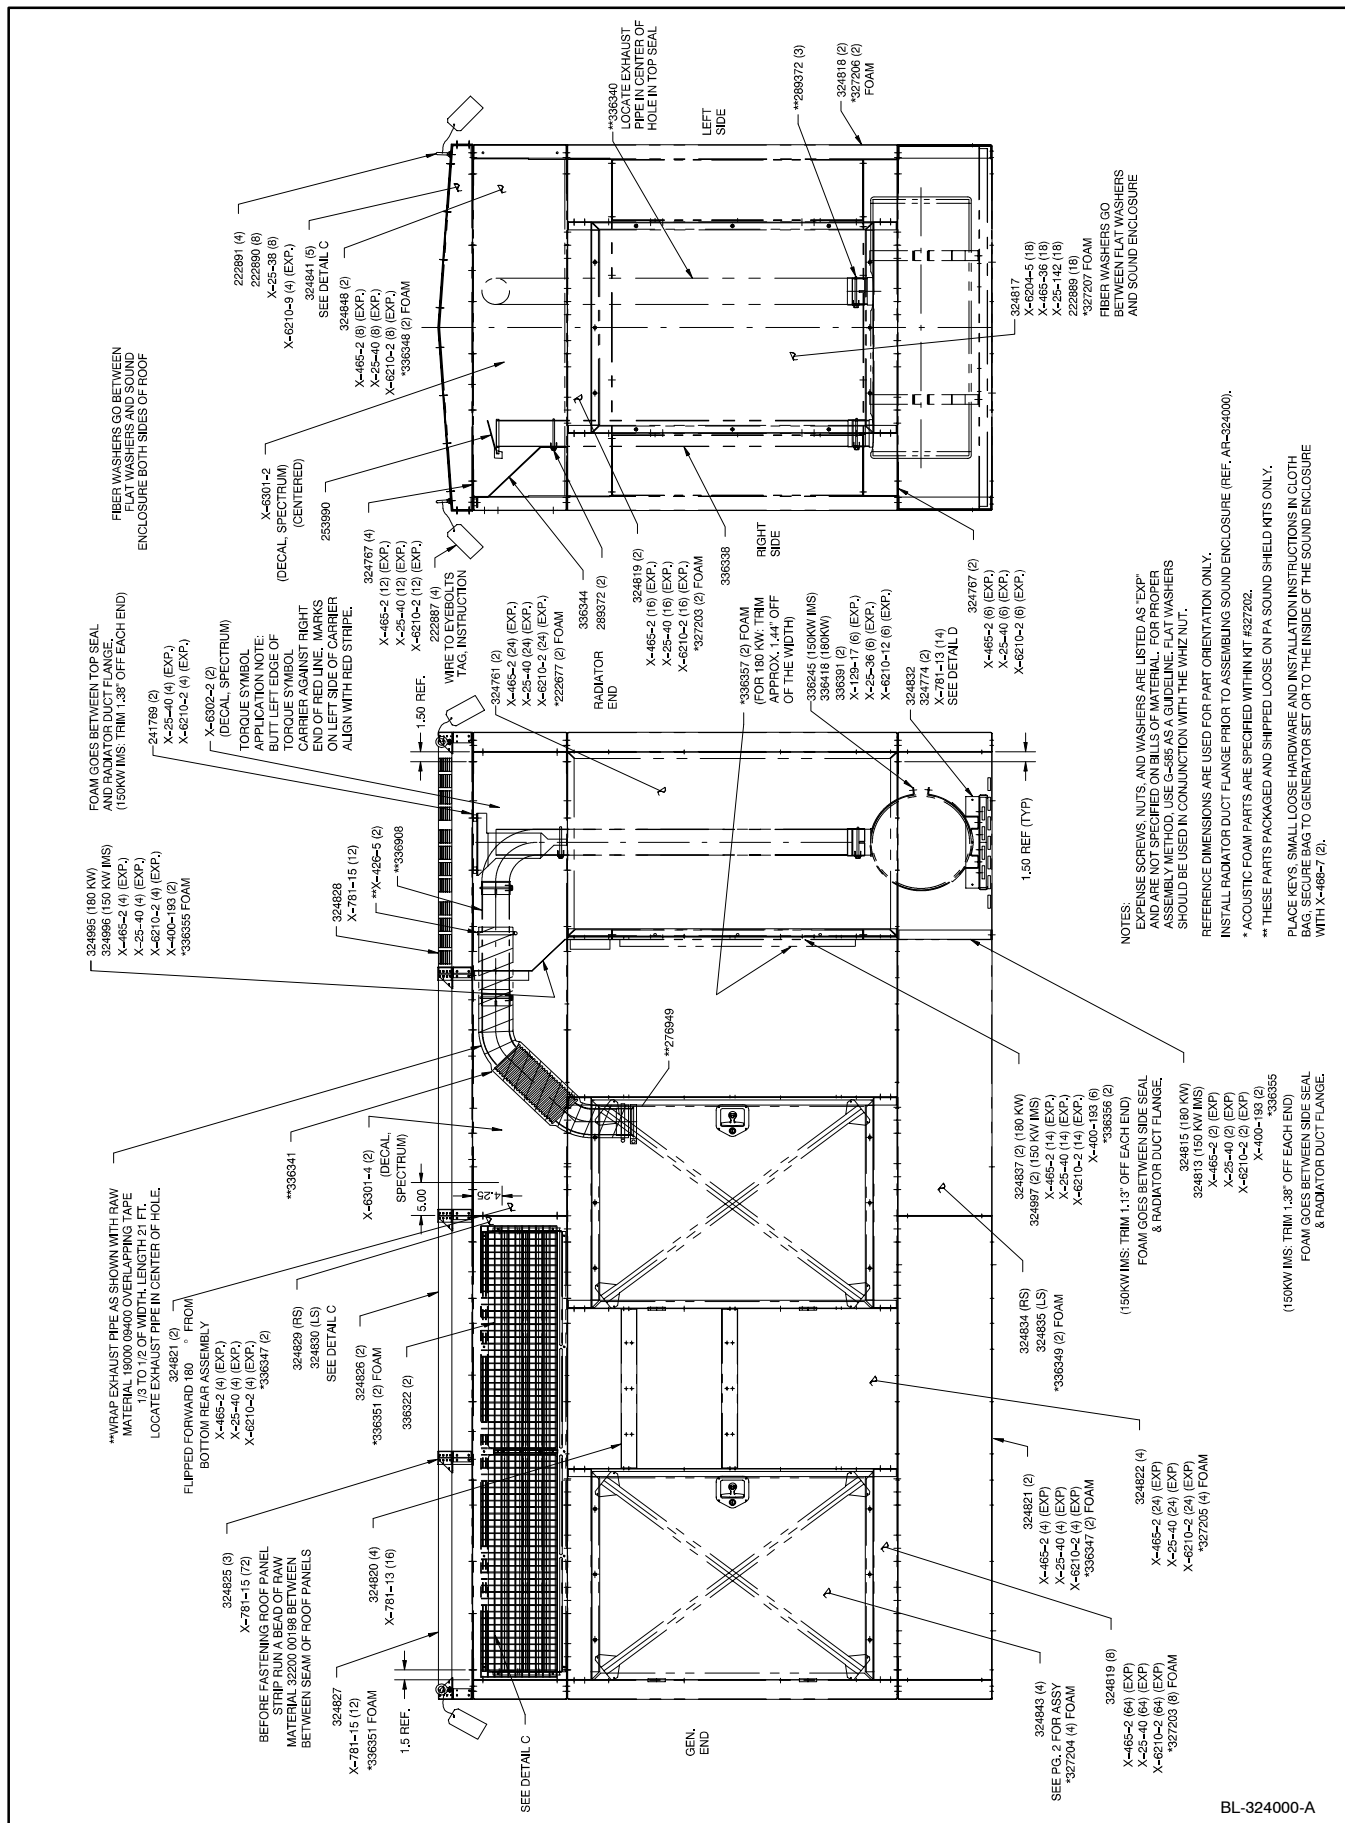 **WRAP EXHAUST PIPE AS SHOWN WITH RAW
MATERIAL 19000 09400 OVERLAPPING TAPE
1/3 TO 1/2 OF WIDTH. LENGTH 21 FT.
LOCATE EXHAUST PIPE IN CENTER OF HOLE.
324821 (2)
FLIPPED FORWARD 180 ° FROM
BOTTOM REAR ASSEMBLY
X-465-2 (4) (EXP.)
X-25-40 (4) (EXP.)
X-6210-2 (4) (EXP.)
*336347 (2)
324825 (3)
X-781-15 (72)
BEFORE FASTENING ROOF PANEL
STRIP RUN A BEAD OF RAW
MATERIAL 32200 00198 BETWEEN
BETWEEN SEAM OF ROOF PANELS
324827
X-781-15 (12)
*336351 FOAM
324820 (4)
X-781-13 (16)
1.5 REF.
SEE DETAIL C
324829 (RS)
324830 (LS)
SEE DETAIL C
324826 (2)
*336351 (2) FOAM
336322 (2)
**336341
X-6301-4 (2)
(DECAL,
SPECTRUM)
5.00
4.25
324995 (180 KW)
324996 (150 KW IMS)
X-465-2 (4) (EXP.)
X-25-40 (4) (EXP.)
X-6210-2 (4) (EXP.)
X-400-193 (2)
*336355 FOAM
FOAM GOES BETWEEN TOP SEAL
AND RADIATOR DUCT FLANGE.
(150KW IMS: TRIM 1.38" OFF EACH END)
241769 (2)
X-25-40 (4) (EXP.)
X-6210-2 (4) (EXP.)
324828
X-781-15 (12)
**X-426-5 (2)
**336908
X-6302-2 (2)
(DECAL, SPECTRUM)
TORQUE SYMBOL
APPLICATION NOTE:
BUTT LEFT EDGE OF
TORQUE SYMBOL
CARRIER AGAINST RIGHT
END OF RED LINE. MARKS
ON LEFT SIDE OF CARRIER
ALIGN WITH RED STRIPE.
1.50 REF.
**276949
GEN.
END
RADIATOR
END
324761 (2)
X-465-2 (24) (EXP.)
X-25-40 (24) (EXP.)
X-6210-2 (24) (EXP.)
*222677 (2) FOAM
*336357 (2) FOAM
(FOR 180 KW: TRIM
APPROX. 1.44" OFF
OF THE WIDTH)
336245 (150KW IMS)
336418 (180KW)
336391 (2)
X-129-17 (6) (EXP.)
X-25-36 (6) (EXP.)
X-6210-12 (6) (EXP.)
324832
324774 (2)
X-781-13 (14)
SEE DETAIL D
1.50 REF (TYP)
324843 (4)
SEE PG. 2 FOR ASSY
*327204 (4) FOAM
324819 (8)
X-465-2 (64) (EXP)
X-25-40 (64) (EXP)
X-6210-2 (64) (EXP)
*327203 (8) FOAM
324821 (2)
X-465-2 (4) (EXP)
X-25-40 (4) (EXP)
X-6210-2 (4) (EXP)
*336347 (2) FOAM
324822 (4)
X-465-2 (24) (EXP)
X-25-40 (24) (EXP)
X-6210-2 (24) (EXP)
*327205 (4) FOAM
324834 (RS)
324835 (LS)
*336349 (2) FOAM
324837 (2) (180 KW)
324997 (2) (150 KW IMS)
X-465-2 (14) (EXP.)
X-25-40 (14) (EXP.)
X-6210-2 (14) (EXP.)
X-400-193 (6)
*336356 (2)
(150KW IMS: TRIM 1.13" OFF EACH END)
FOAM GOES BETWEEN SIDE SEAL
& RADIATOR DUCT FLANGE.
324815 (180 KW)
324813 (150 KW IMS)
X-465-2 (2) (EXP)
X-25-40 (2) (EXP)
X-6210-2 (2) (EXP)
X-400-193 (2)
*336355
(150KW IMS: TRIM 1.38" OFF EACH END)
FOAM GOES BETWEEN SIDE SEAL
& RADIATOR DUCT FLANGE.
FIBER WASHERS GO BETWEEN
FLAT WASHERS AND SOUND
ENCLOSURE BOTH SIDES OF ROOF
222891 (4)
222890 (8)
X-25-38 (8)
X-6210-9 (4) (EXP.)
324841 (5)
SEE DETAIL C
324848 (2)
X-465-2 (8) (EXP.)
X-25-40 (8) (EXP.)
X-6210-2 (8) (EXP.)
*336348 (2) FOAM
X-6301-2
(DECAL, SPECTRUM)
(CENTERED)
253990
324767 (4)
X-465-2 (12) (EXP.)
X-25-40 (12) (EXP.)
X-6210-2 (12) (EXP.)
222887 (4)
WIRE TO EYEBOLTS
TAG, INSTRUCTION
336344
289372 (2)
324819 (2)
X-465-2 (16) (EXP.)
X-25-40 (16) (EXP.)
X-6210-2 (16) (EXP.)
*327203 (2) FOAM
336338
RIGHT
SIDE
324767 (2)
X-465-2 (6) (EXP.)
X-25-40 (6) (EXP.)
X-6210-2 (6) (EXP.)
**336340
LOCATE EXHAUST
PIPE IN CENTER OF
HOLE IN TOP SEAL
LEFT
SIDE
**289372 (3)
324818 (2)
*327206 (2)
FOAM
324817
X-6204-5 (18)
X-465-36 (18)
X-25-142 (18)
222889 (18)
*327207 FOAM
FIBER WASHERS GO
BETWEEN FLAT WASHERS
AND SOUND ENCLOSURE
NOTES:
EXPENSE SCREWS, NUTS, AND WASHERS ARE LISTED AS "EXP"
AND ARE NOT SPECIFIED ON BILLS OF MATERIAL. FOR PROPER
ASSEMBLY METHOD, USE G-585 AS A GUIDELINE. FLAT WASHERS
SHOULD BE USED IN CONJUNCTION WITH THE WHIZ NUT.
REFERENCE DIMENSIONS ARE USED FOR PART ORIENTATION ONLY.
INSTALL RADIATOR DUCT FLANGE PRIOR TO ASSEMBLING SOUND ENCLOSURE (REF. AR-324000).
* ACOUSTIC FOAM PARTS ARE SPECIFIED WITHIN KIT #327202.
** THESE PARTS PACKAGED AND SHIPPED LOOSE ON PA SOUND SHIELD KITS ONLY.
PLACE KEYS, SMALL LOOSE HARDWARE AND INSTALLATION INSTRUCTIONS IN CLOTH
BAG, SECURE BAG TO GENERATOR SET OR TO THE INSIDE OF THE SOUND ENCLOSURE
WITH X-468-7 (2).
BL-324000-A